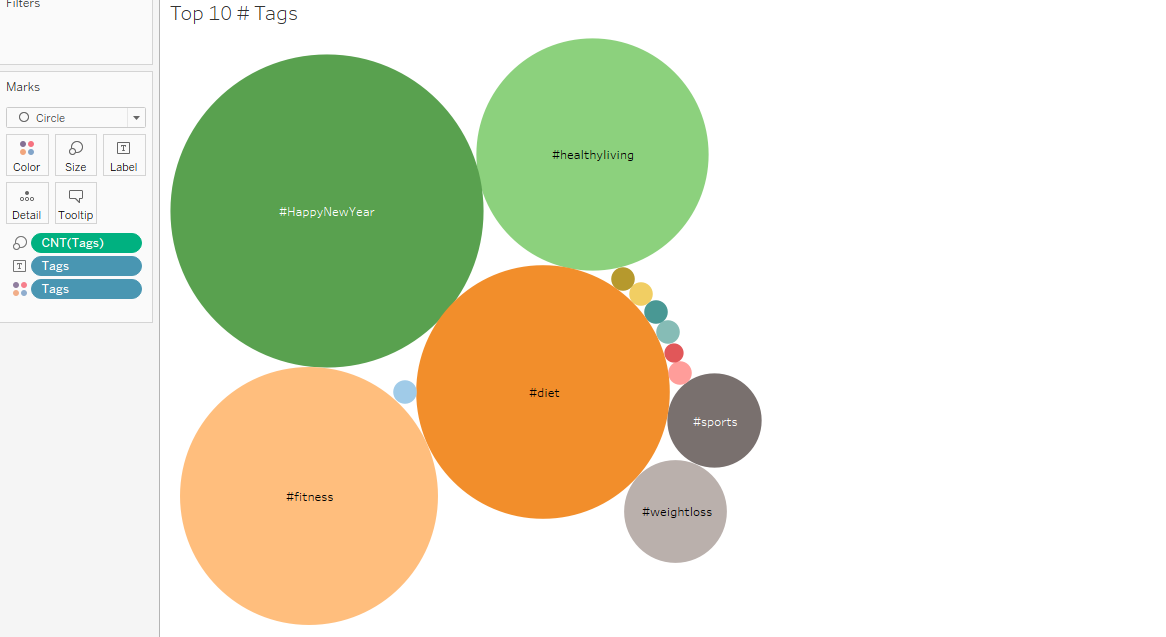 Filters
Top 10 # Tags
Marks
Circle
Color
Size
Label
Detail
Tooltip
CNT(Tags)
Tags
Tags
#HappyNewYear
#healthyliving
#diet
#sports
#fitness
#weightloss